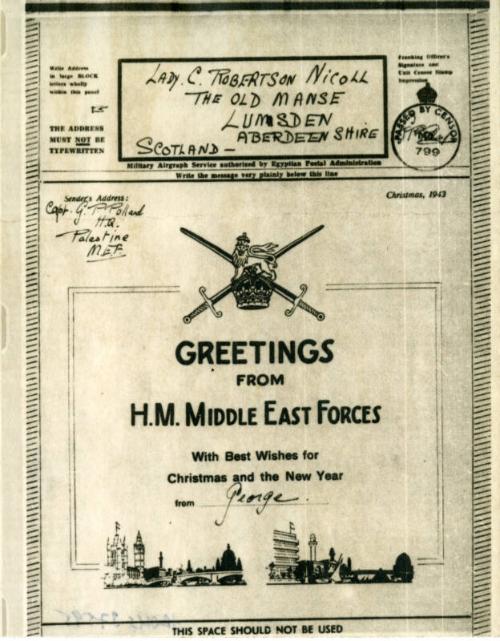 Write Address
in large BLOCK
letters wholly
within this panel
THE ADDRESS
MUST NOT BE
TYPEWRITTEN
LADY. C. ROBERTSON NICOLL
THE OLD MANSE
LUMSDEN
ABERDEENSHIRE
SCOTLAND -
Franking Officer's
Signature and
Unit Censor Stamp
Impression
PASSED BY CENSOR
799
Military Airgraph Service authorised by Egyptian Postal Administration
Write the message very plainly below this line
Sender's Address:
Capt. G. P. Pollard
H.Q.
Palestine
M.E.F.
Christmas, 1943
GREETINGS
FROM
H.M. MIDDLE EAST FORCES
With Best Wishes for
Christmas and the New Year
from George.
THIS SPACE SHOULD NOT BE USED